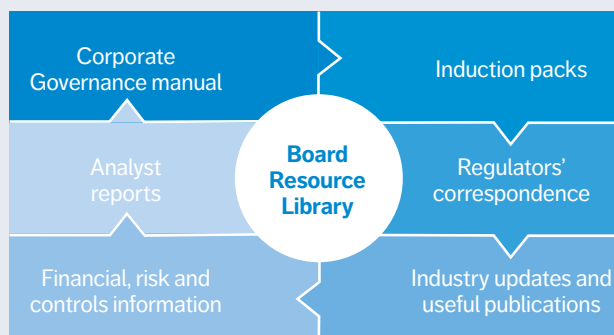 Corporate
Governance manual
Induction packs
Analyst
reports
Board
Resource
Library
Regulators'
correspondence
Financial, risk and
controls information
Industry updates and
useful publications